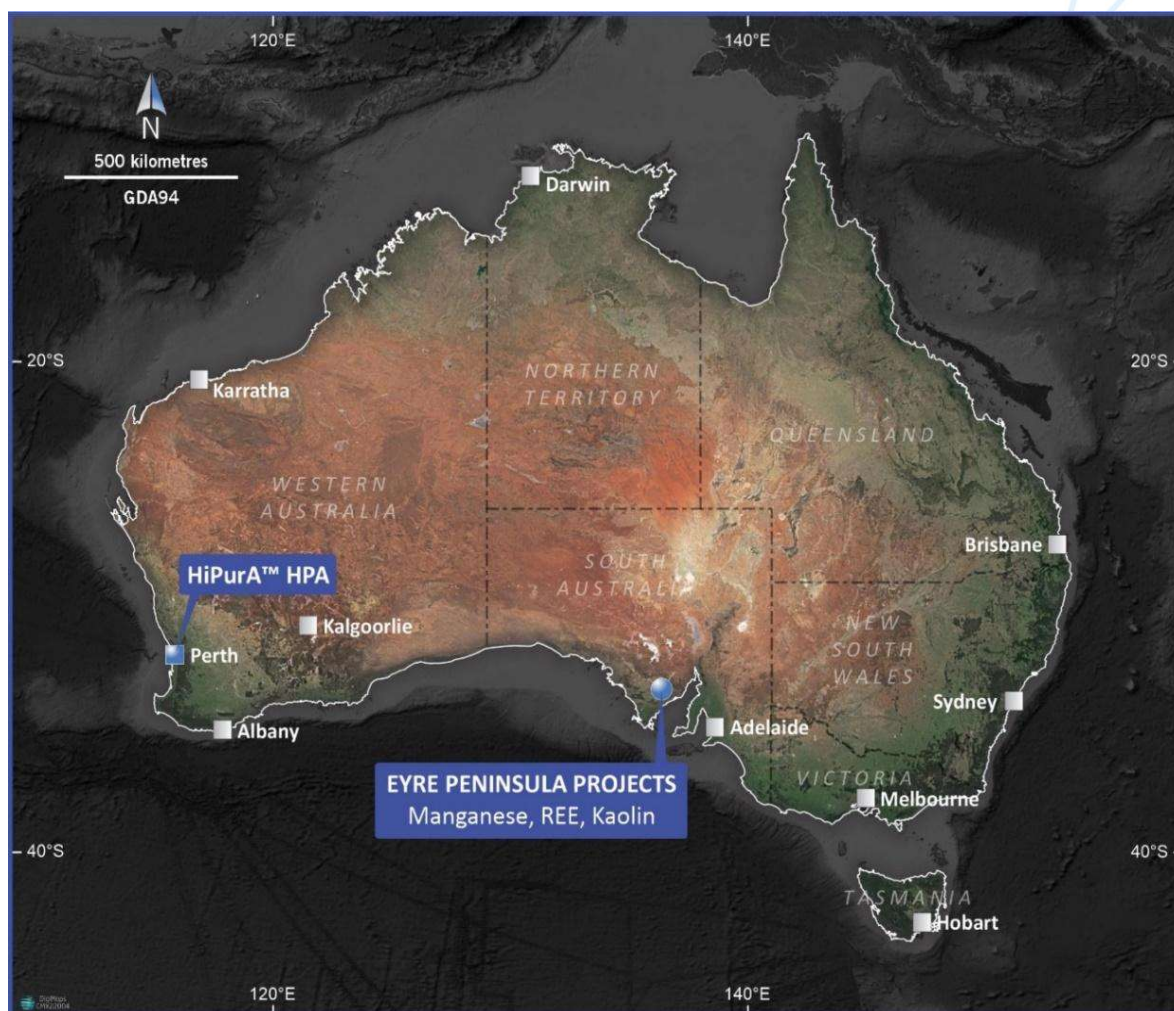 120°E
140°E
N
500 kilometres
GDA94
Darwin
20°S
20°S
Karratha
NORTHERN
TERRITORY
QUEENSLAND
WESTERN
AUSTRALIA
Brisbane
SOUTH
AUSTRALI
HiPurA™ HPA
Kalgoorlie
NEW
SOUTH
WALES
Perth
Sydney
Albany
Adelaide
EYRE PENINSULA PROJECTS
Manganese, REE, Kaolin
VICTORIA
Melbourne
40°S
40°S
TASMANIA
Hobart
DigMaps
120°E
140°E